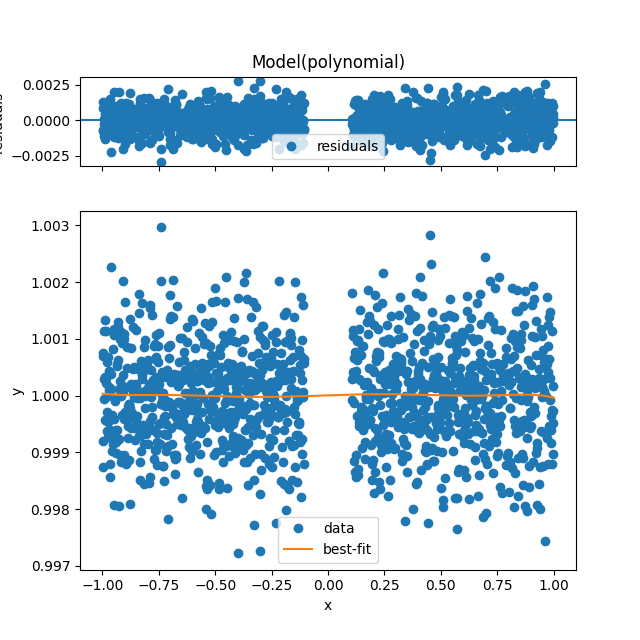 Model(polynomial)
0.0025
0.0000
−0.0025
residuals
residuals
1.003
1.002
1.001
1.000
0.999
0.998
0.997
y
data
best-fit
−1.00 −0.75 −0.50 −0.25 0.00 0.25 0.50 0.75 1.00
x